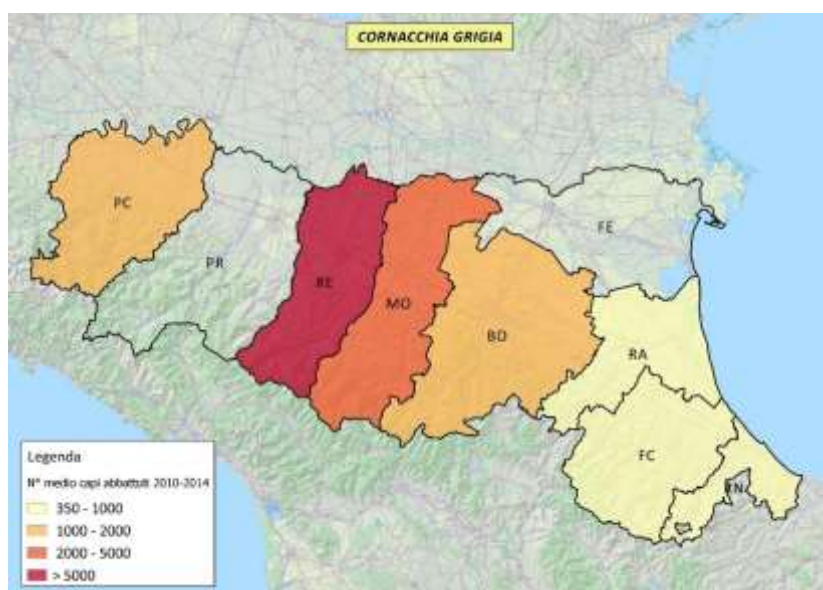 CORNACCHIA GRIGIA
PC
PR
RE
MO
BO
FE
RA
FC
RN
Legenda
N° medio capi abbattuti 2010-2014
350 - 1000
1000 - 2000
2000 - 5000
> 5000